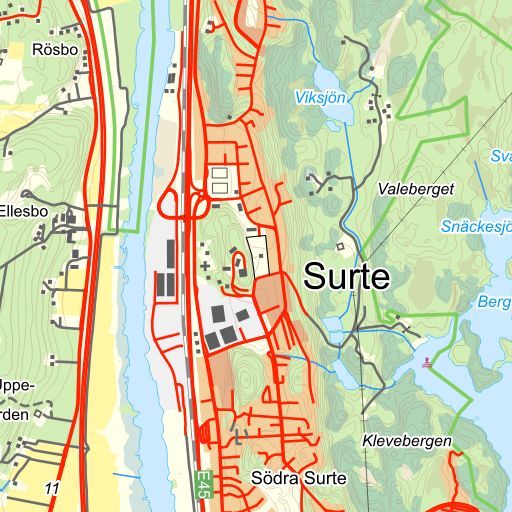 Rösbo
Viksjön
Sva
Valeberget
Ellesbo
Snäckesjö
Surte
Berg
Uppe-
rden
Klevebergen
Södra Surte
11
E45